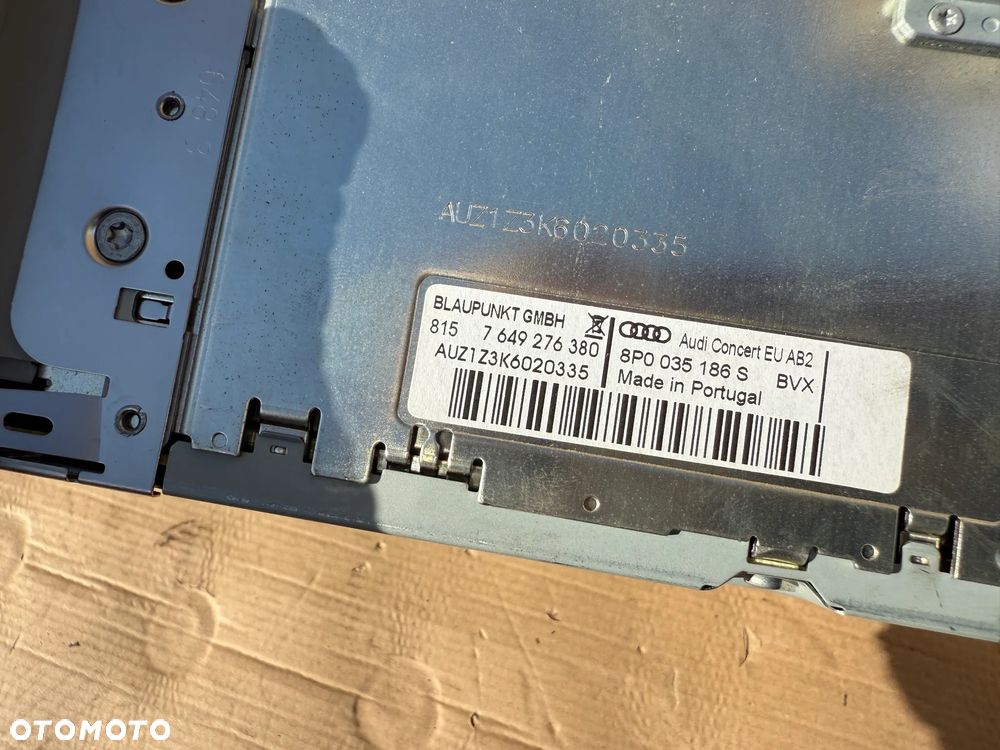 AUZ1Z3K6020335
BLAUPUNKT GMBH
815 7 649 276 380
AUZ1Z3K6020335
Audi Concert EU AB2
8P0 035 186 S BVX
Made in Portugal
OTOMOTO